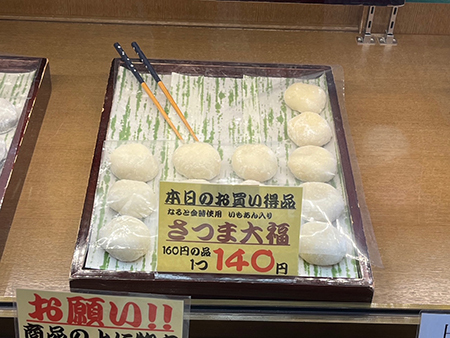 本日のお買い得品
なると金時使用 いもあん入り
さつま大福
160円の品
1つ 140円
お願い!!